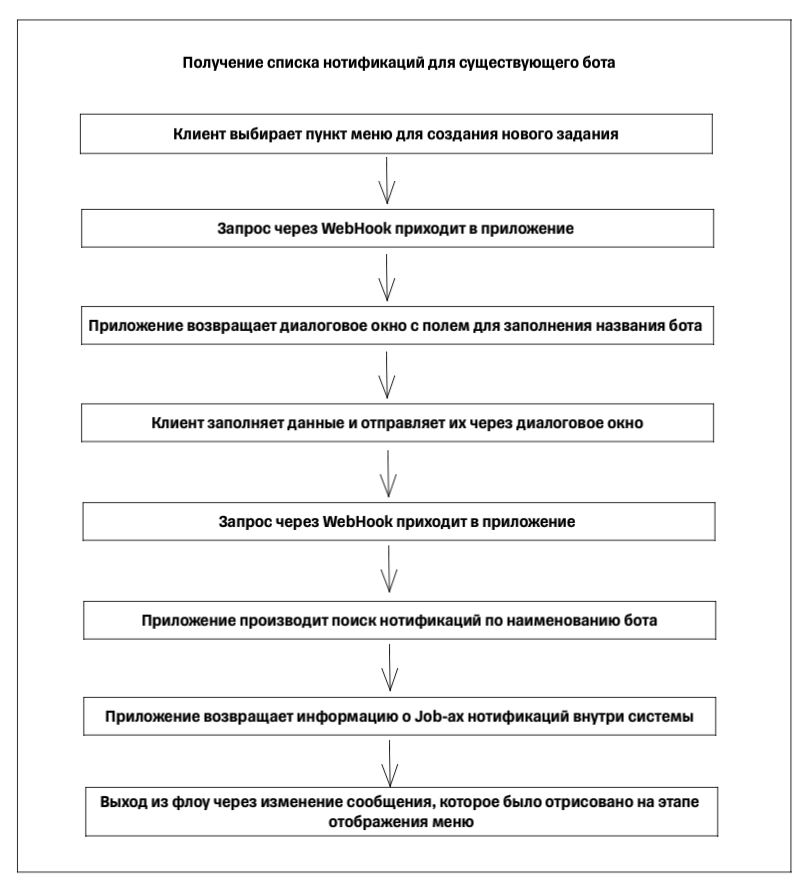 Получение списка нотификаций для существующего бота
Клиент выбирает пункт меню для создания нового задания
Запрос через WebHook приходит в приложение
Приложение возвращает диалоговое окно с полем для заполнения названия бота
Клиент заполняет данные и отправляет их через диалоговое окно
Запрос через WebHook приходит в приложение
Приложение производит поиск нотификаций по наименованию бота
Приложение возвращает информацию о Job-ах нотификаций внутри системы
Выход из флоу через изменение сообщения, которое было отрисовано на этапе
отображения меню